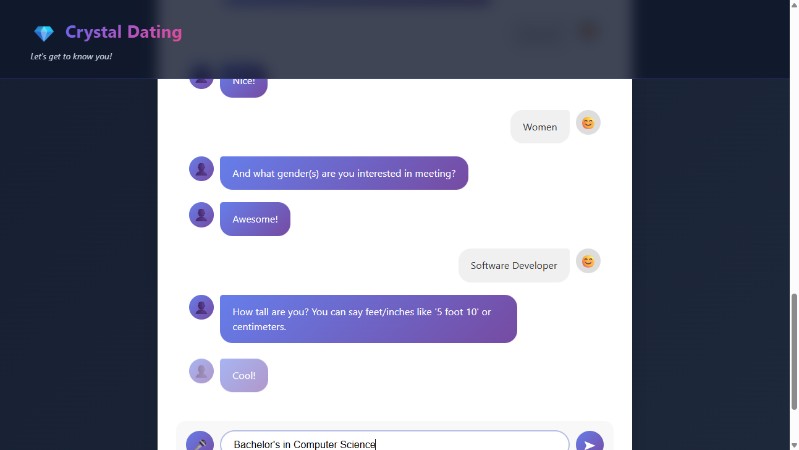 Crystal Dating
Let's get to know you!
Nice!
Women
And what gender(s) are you interested in meeting?
Awesome!
Software Developer
How tall are you? You can say feet/inches like '5 foot 10' or
centimeters.
Cool!
Bachelor's in Computer Science